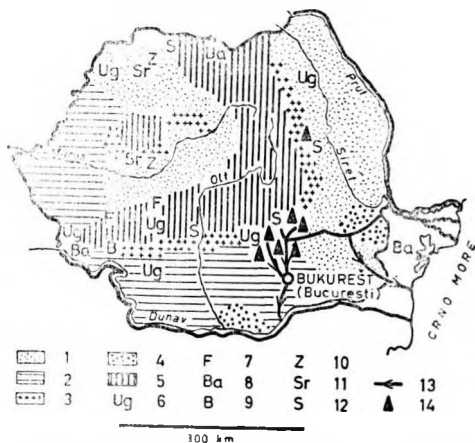 S
Z
Ba
Ug
Sr
Ug
Prut
S
Siret
Sr Z
Olt
F
F
Ug
S
S
Ug
Ug
Ba
B
Ug
Ba
BUKUREŠT
(Bucureşti)
Dunav
CRNO MORE
1 4 F 7 Z 10
2 5 Ba 8 Sr 11 13
3 Ug 6 B 9 S 12 14
300 km